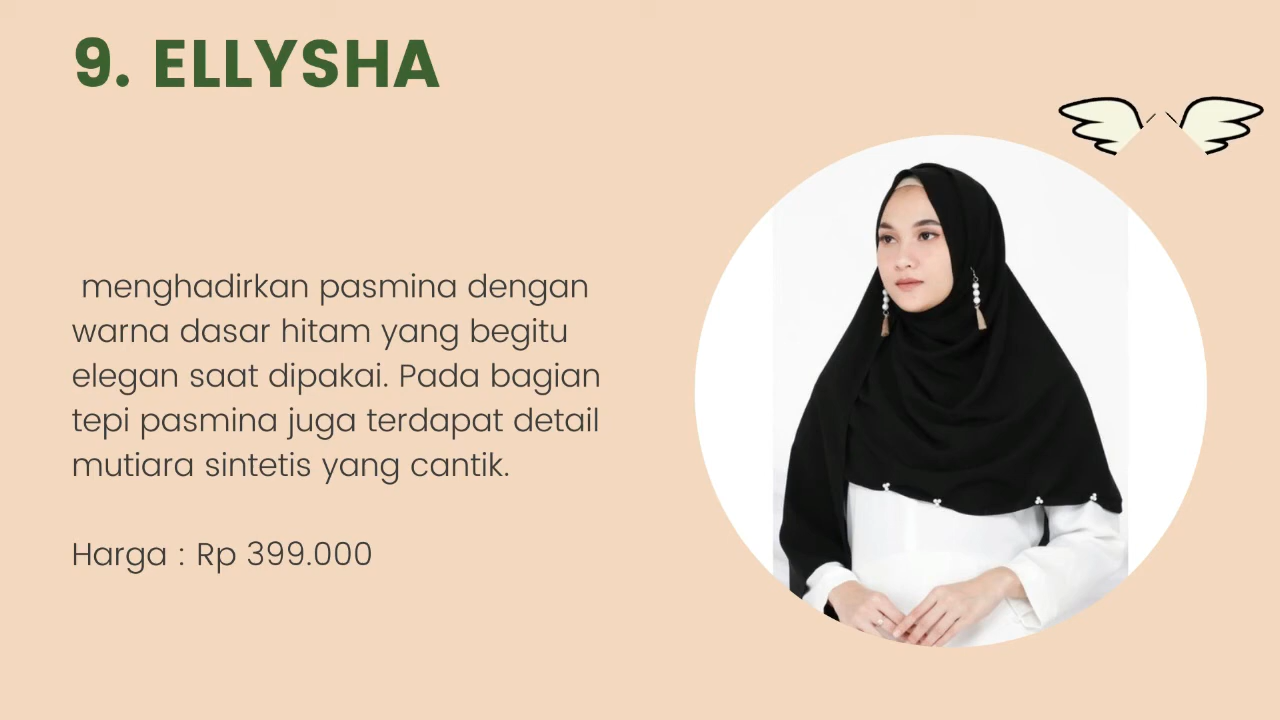 9. ELLYSHA
menghadirkan pasmina dengan
warna dasar hitam yang begitu
elegan saat dipakai. Pada bagian
tepi pasmina juga terdapat detail
mutiara sintetis yang cantik.
Harga : Rp 399.000